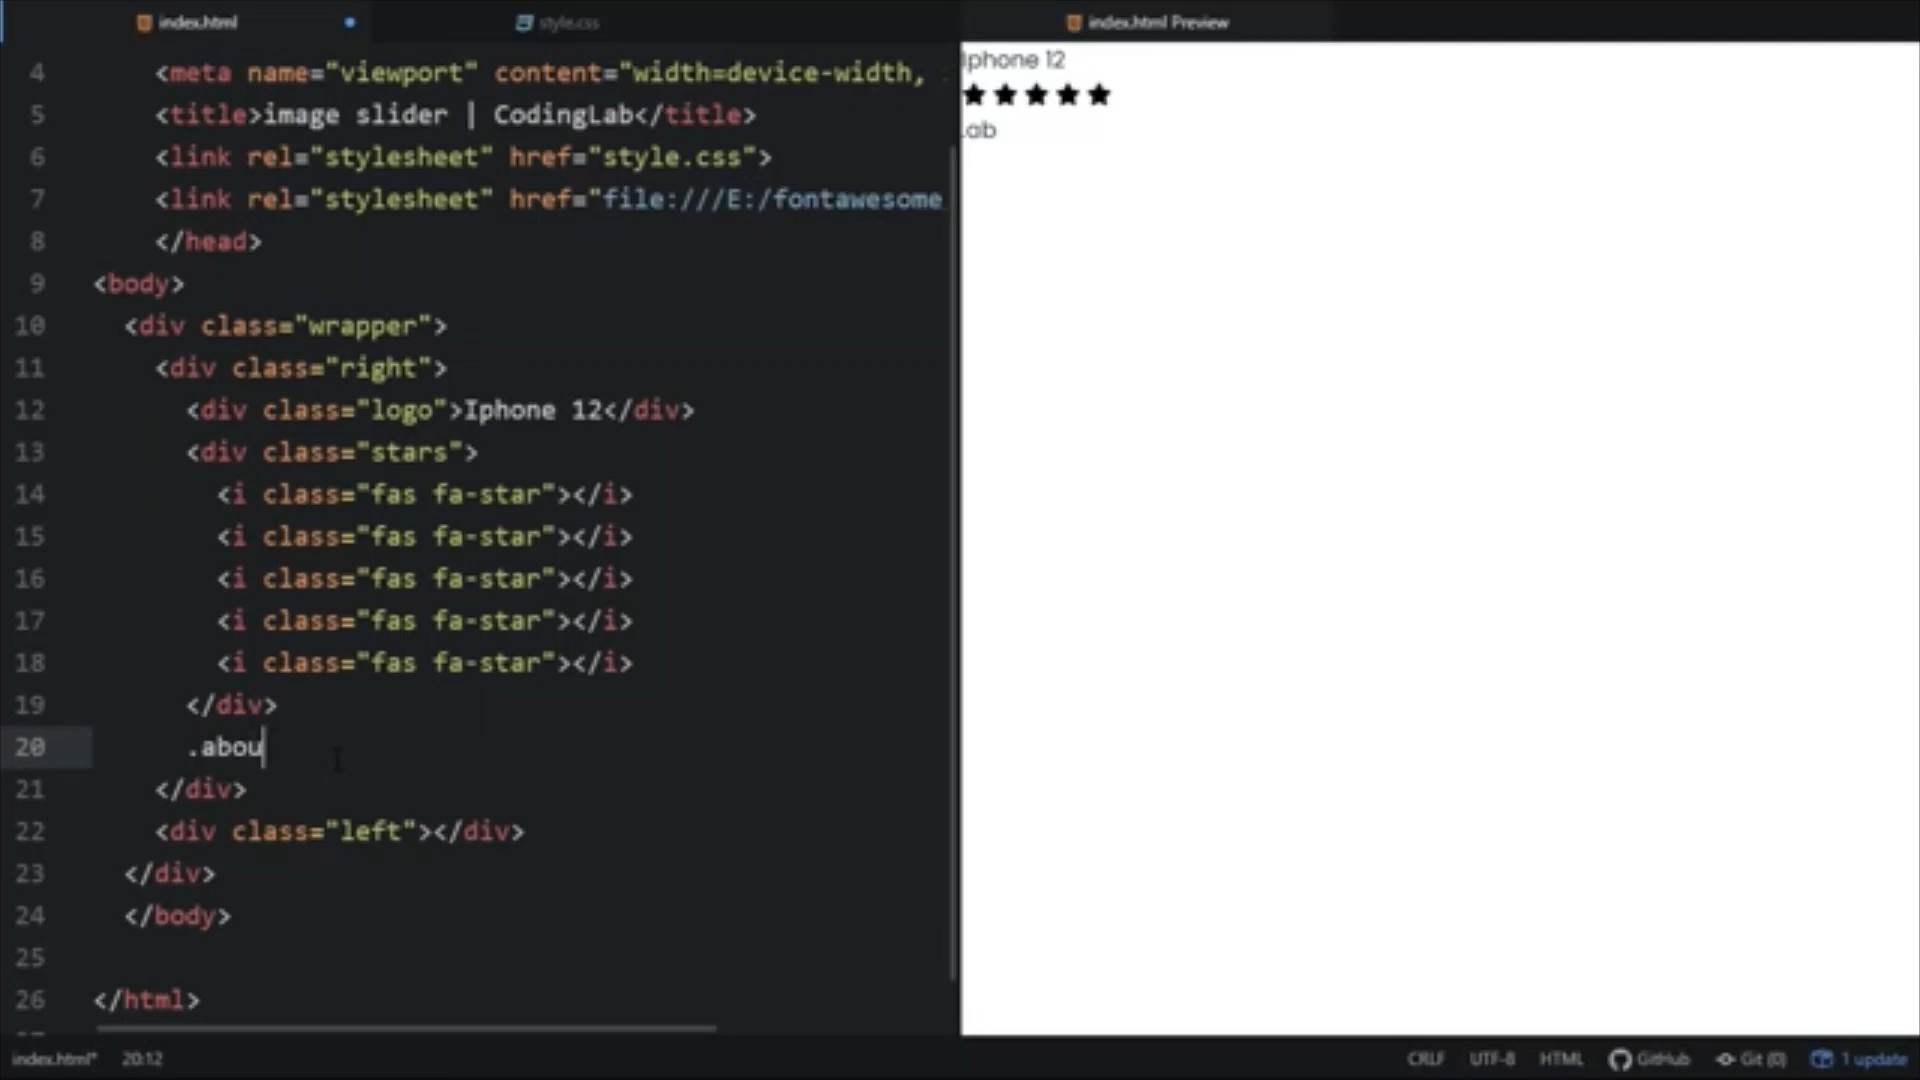 index.html
style.css
index.html Preview
4 <meta name="viewport" content="width=device-width,
5 <title>image slider | CodingLab</title>
6 <link rel="stylesheet" href="style.css">
7 <link rel="stylesheet" href="file:///E:/fontawesome
8 </head>
9 <body>
10 <div class="wrapper">
11 <div class="right">
12 <div class="logo">Iphone 12</div>
13 <div class="stars">
14 <i class="fas fa-star"></i>
15 <i class="fas fa-star"></i>
16 <i class="fas fa-star"></i>
17 <i class="fas fa-star"></i>
18 <i class="fas fa-star"></i>
19 </div>
20 .abou
21 </div>
22 <div class="left"></div>
23 </div>
24 </body>
25
26 </html>
Iphone 12
.ab
index.html* 20:12
CRLF UTF-8 HTML GitHub Git (0) 1 update